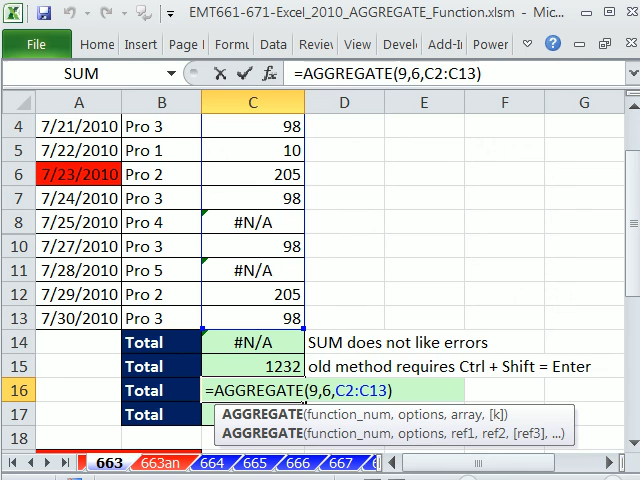 EMT661-671-Excel_2010_AGGREGATE_Function.xlsm - Mic...
File Home Insert Page l Formu Data Reviev View Develc Add-I Power
SUM fx =AGGREGATE(9,6,C2:C13)
A B C D E F G
4 7/21/2010 Pro 3 98
5 7/22/2010 Pro 1 10
6 7/23/2010 Pro 2 205
7 7/24/2010 Pro 3 98
8 7/25/2010 Pro 4 #N/A
10 7/27/2010 Pro 3 98
11 7/28/2010 Pro 5 #N/A
12 7/29/2010 Pro 2 205
13 7/30/2010 Pro 3 98
14 Total #N/A SUM does not like errors
15 Total 1232 old method requires Ctrl + Shift = Enter
16 Total =AGGREGATE(9,6,C2:C13)
17 Total
AGGREGATE(function_num, options, array, [k])
AGGREGATE(function_num, options, ref1, ref2, [ref3], ...)
18
663 663an 664 665 666 667